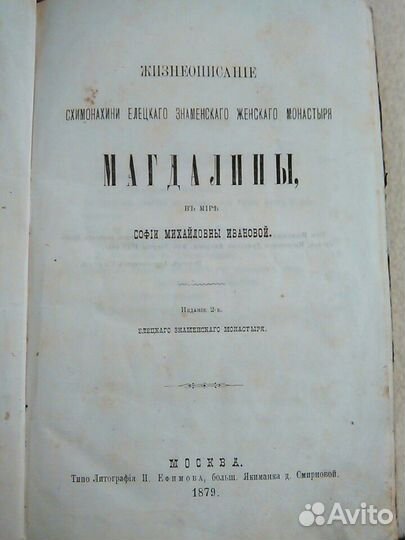 ЖИЗНЕОПИСАНІЕ
СХИМОНАХИНИ ЕЛЕЦКАГО ЗНАМЕНСКАГО ЖЕНСКАГО МОНАСТЫРЯ
МАГДАЛИНЫ,
ВЪ МІРѢ
СОФІИ МИХАЙЛОВНЫ ИВАНОВОЙ.
Изданіе 2-е.
ЕЛЕЦКАГО ЗНАМЕНСКАГО МОНАСТЫРЯ.
МОСКВА.
Типо Литографія П. Ефимова, больш. Якиманка д. Смирновой.
1879.
Avito